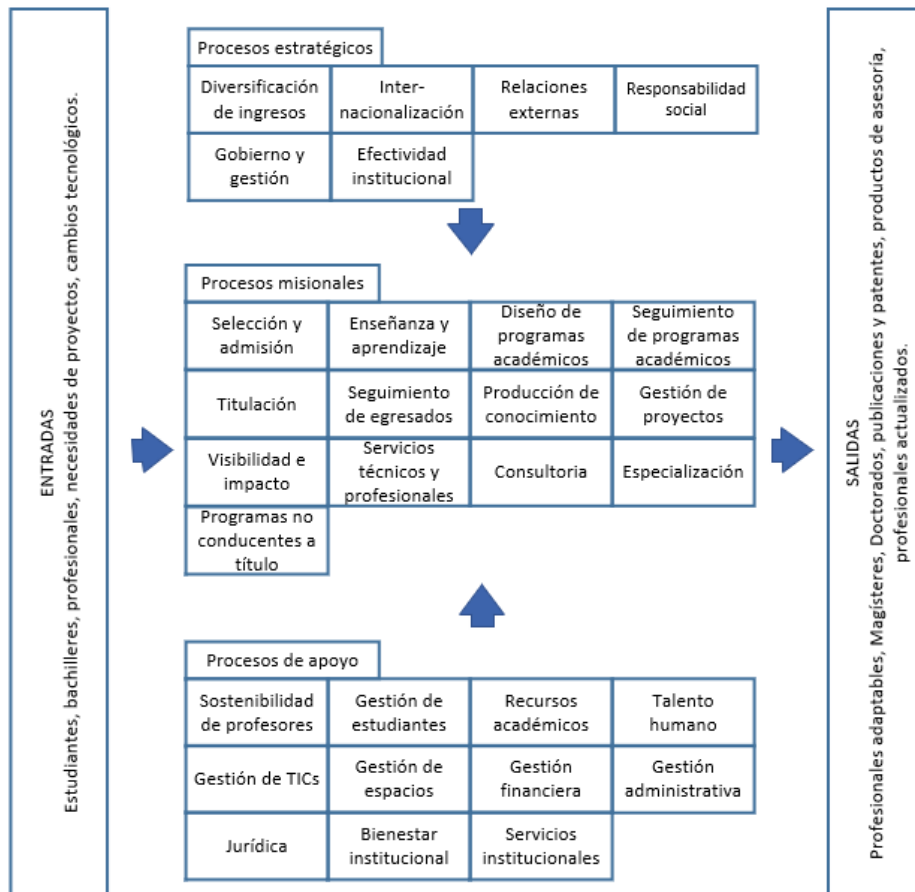 ENTRADAS
Estudiantes, bachilleres, profesionales, necesidades de proyectos, cambios tecnológicos.
Procesos estratégicos
Diversificación
de ingresos
Inter-
nacionalización
Relaciones
externas
Responsabilidad
social
Gobierno y
gestión
Efectividad
institucional
Procesos misionales
Selección y
admisión
Enseñanza y
aprendizaje
Diseño de
programas
académicos
Seguimiento
de programas
académicos
Titulación
Seguimiento
de egresados
Producción de
conocimiento
Gestión de
proyectos
Visibilidad e
impacto
Servicios
técnicos y
profesionales
Consultoria
Especialización
Programas no
conducentes a
título
Procesos de apoyo
Sostenibilidad
de profesores
Gestión de
estudiantes
Recursos
académicos
Talento
humano
Gestión de TICs
Gestión de
espacios
Gestión
financiera
Gestión
administrativa
Jurídica
Bienestar
institucional
Servicios
institucionales
SALIDAS
Profesionales adaptables, Magísteres, Doctorados, publicaciones y patentes, productos de asesoría,
profesionales actualizados.